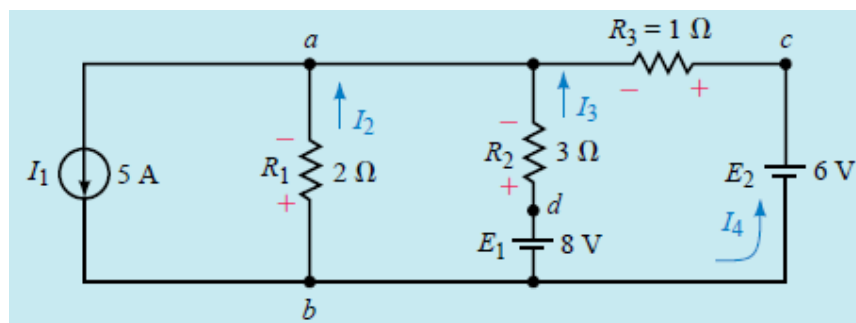 R3 = 1 Ω
a
c
− +
I2
I3
− −
I1
5 A
R1
2 Ω
R2
3 Ω
E2
6 V
+ +
d
I4
E1
8 V
b